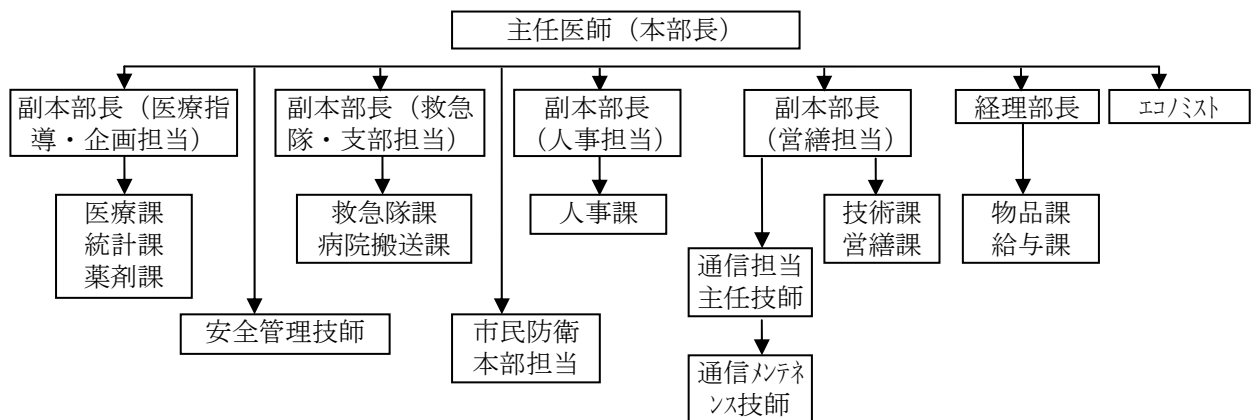 主任医師（本部長）
副本部長（医療指
導・企画担当）
副本部長（救急
隊・支部担当）
副本部長
（人事担当）
副本部長
（営繕担当）
経理部長
エコノミスト
医療課
統計課
薬剤課
救急隊課
病院搬送課
人事課
技術課
営繕課
物品課
給与課
通信担当
主任技師
安全管理技師
市民防衛
本部担当
通信メンテネ
ンス技師